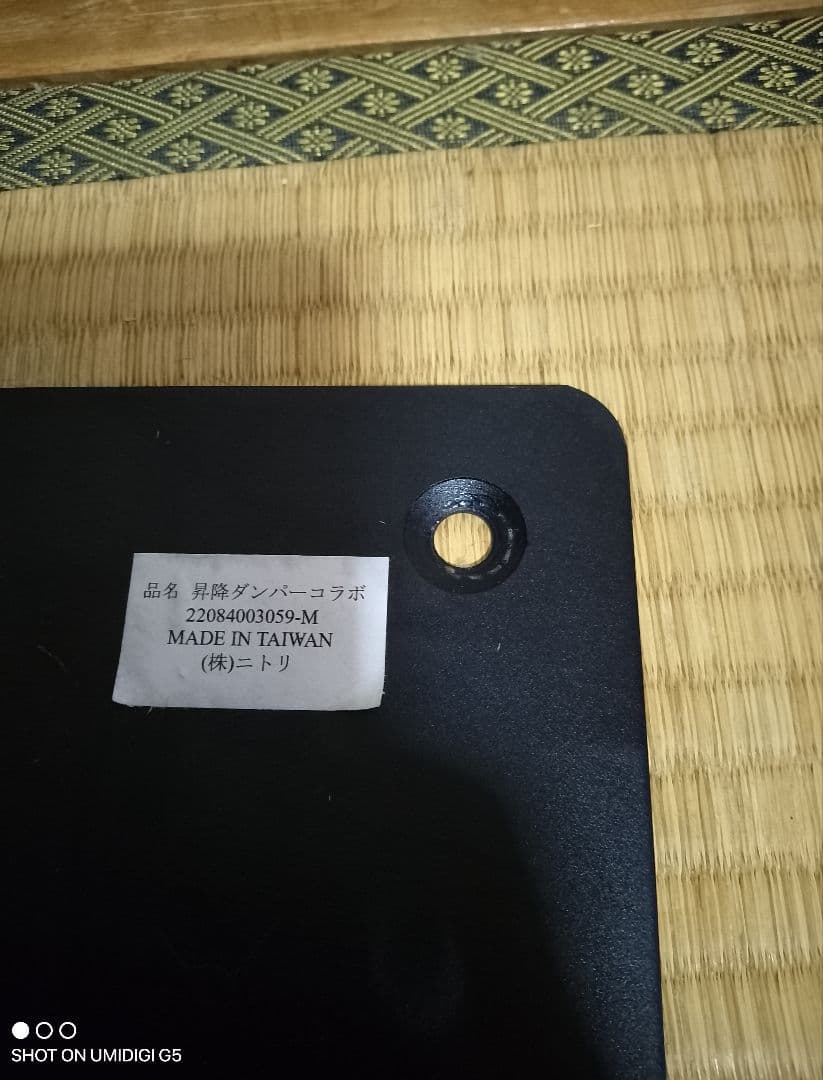 品名 昇降ダンパーコラボ
22084003059-M
MADE IN TAIWAN
(株)ニトリ
SHOT ON UMIDIGI G5